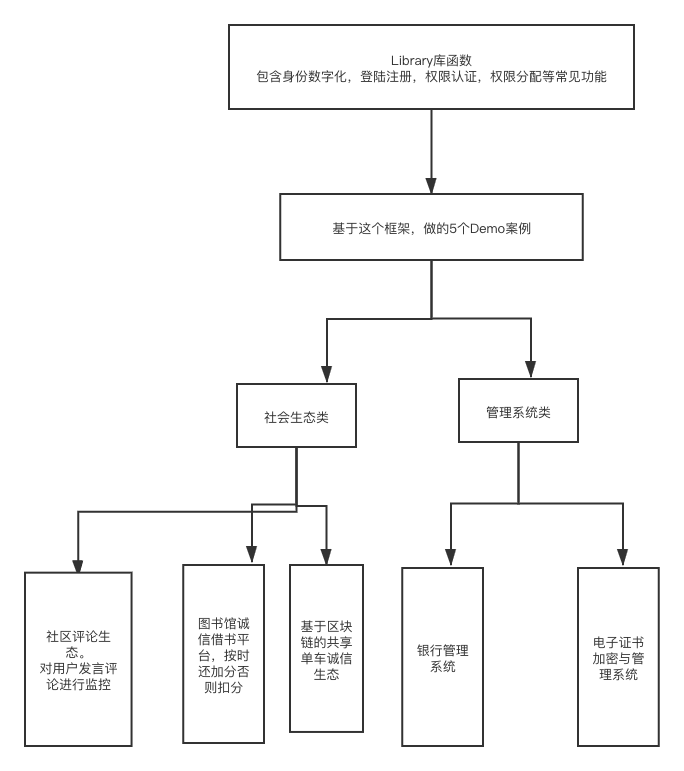 Library库函数
包含身份数字化，登陆注册，权限认证，权限分配等常见功能
基于这个框架，做的5个Demo案例
社会生态类
管理系统类
社区评论生
态。
对用户发言评
论进行监控
图书馆诚
信借书平
台，按时
还加分否
则扣分
基于区块
链的共享
单车诚信
生态
银行管理
系统
电子证书
加密与管
理系统